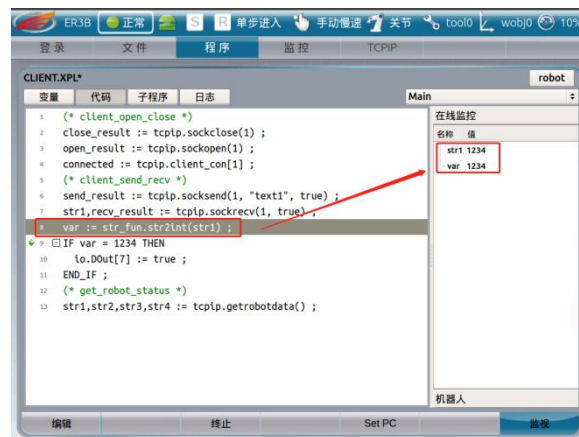 ER3B 正常 S R 单步进入 手动慢速 关节 tool0 wobj0 10%
登录 文件 程序 监控 TCPIP
CLIENT.XPL* robot
变量 代码 子程序 日志 Main
1 (* client_open_close *)
2 close_result := tcpip.sockclose(1) ;
3 open_result := tcpip.sockopen(1) ;
4 connected := tcpip.client_con[1] ;
5 (* client_send_recv *)
6 send_result := tcpip.socksend(1, "text1", true) ;
7 str1,recv_result := tcpip.sockrecv(1, true) ;
8 var := str_fun.str2int(str1) ;
9 IF var = 1234 THEN
10 io.DOut[7] := true ;
11 END_IF ;
12 (* get_robot_status *)
13 str1,str2,str3,str4 := tcpip.getrobotdata() ;
在线监控
名称 值
str1 1234
var 1234
机器人
编辑 终止 Set PC 监视